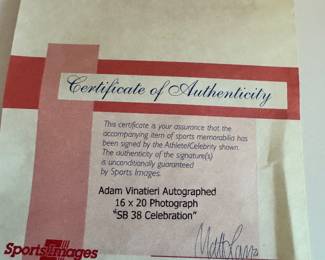 Certificate of Authenticity
This certificate is your assurance that the
accompanying item of sports memorabilia has
been signed by the Athlete/Celebrity shown.
The authenticity of the signature(s)
is unconditionally guaranteed
by Sports Images.
Adam Vinatieri Autographed
16 x 20 Photograph
"SB 38 Celebration"
Sports Images